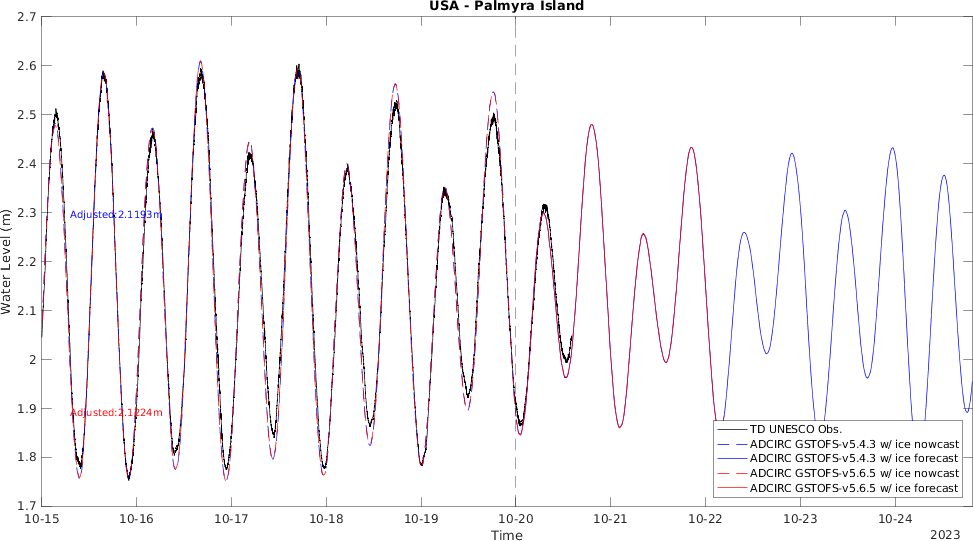 USA - Palmyra Island
2.7
2.6
2.5
2.4
2.3
2.2
2.1
2
1.9
1.8
1.7
Water Level (m)
Adjusted:2.1193m
Adjusted:2.1224m
TD UNESCO Obs.
ADCIRC GSTOFS-v5.4.3 w/ ice nowcast
ADCIRC GSTOFS-v5.4.3 w/ ice forecast
ADCIRC GSTOFS-v5.6.5 w/ ice nowcast
ADCIRC GSTOFS-v5.6.5 w/ ice forecast
10-15 10-16 10-17 10-18 10-19 10-20 10-21 10-22 10-23 10-24
Time
2023